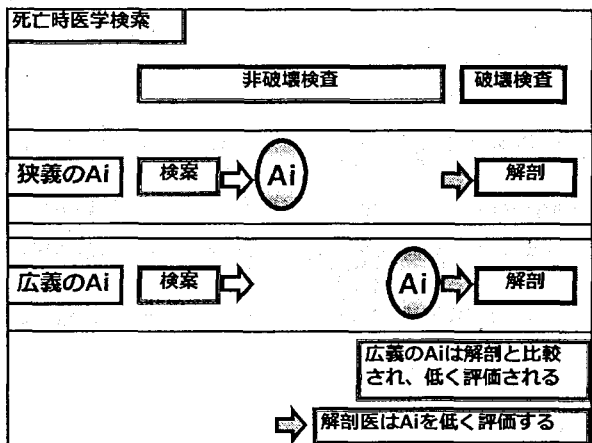 死亡時医学検索
非破壊検査 破壊検査
狭義のAi 検案 Ai 解剖
広義のAi 検案 Ai 解剖
広義のAiは解剖と比較
され、低く評価される
解剖医はAiを低く評価する